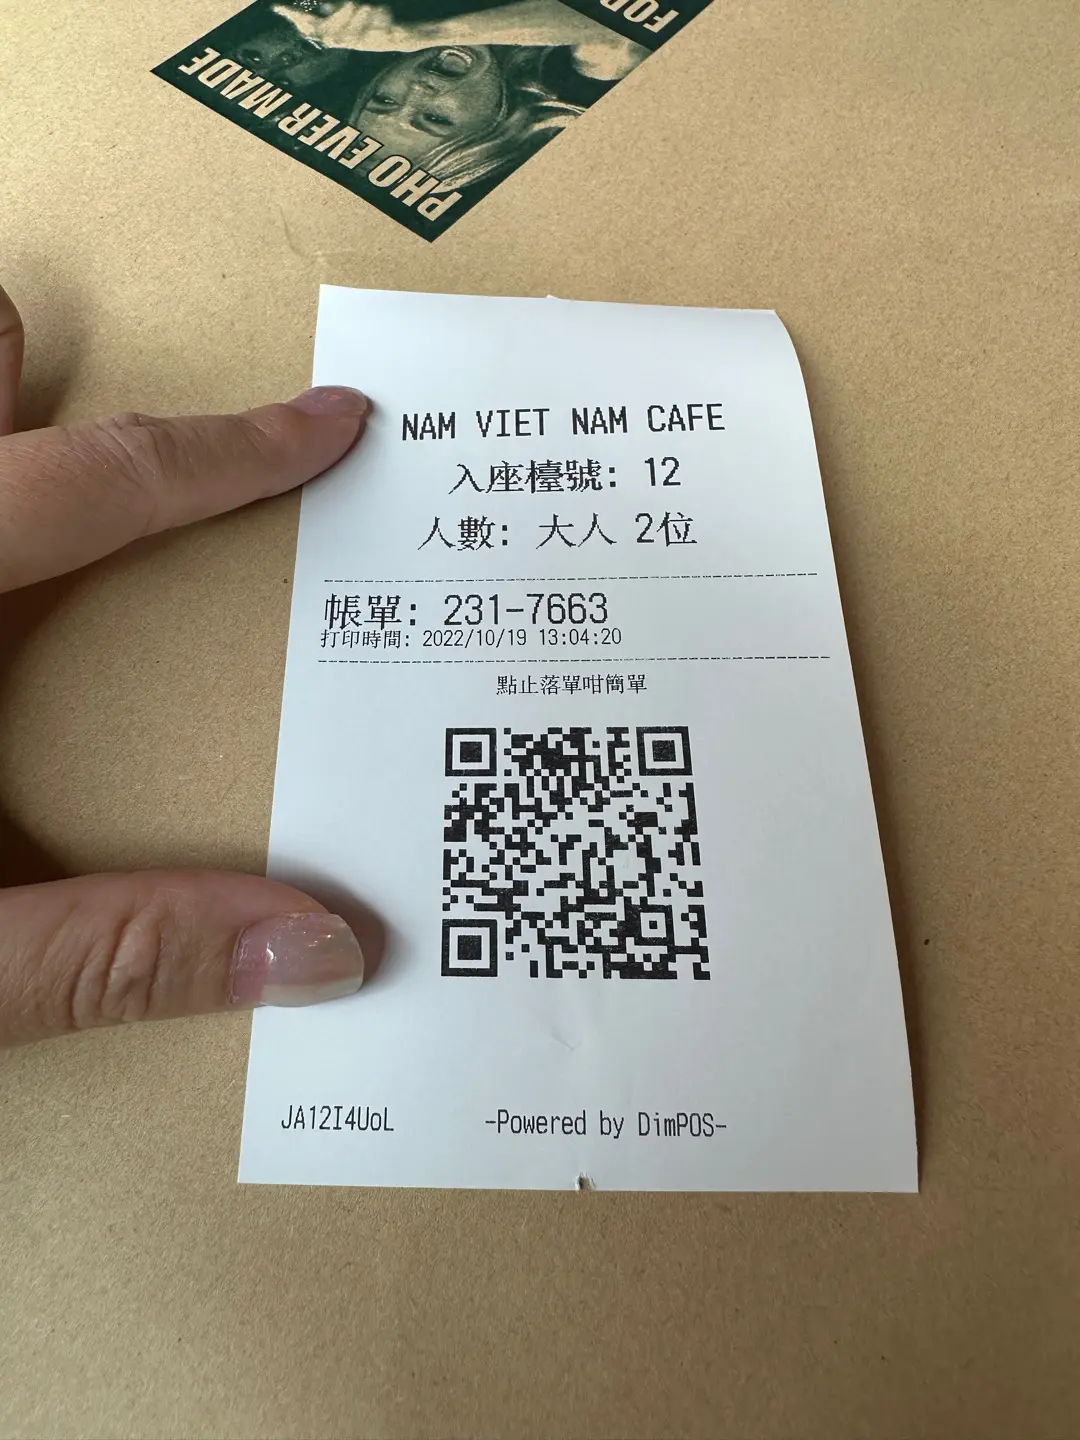 FOR
PHO EVER MADE
NAM VIET NAM CAFE
入座檯號: 12
人數: 大人 2位
帳單: 231-7663
打印時間: 2022/10/19 13:04:20
點止落單咁簡單
JA12I4UoL
-Powered by DimPOS-